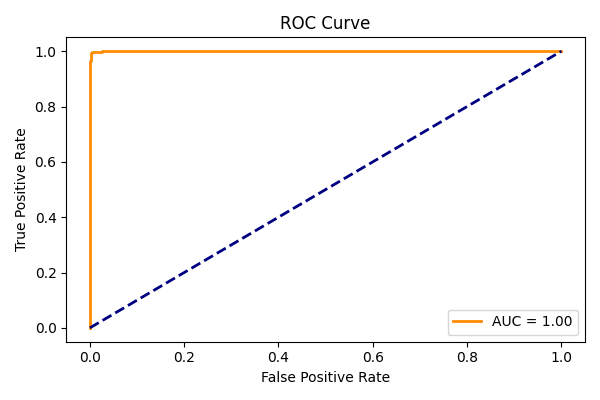 ROC Curve
True Positive Rate
1.0
0.8
0.6
0.4
0.2
0.0
AUC = 1.00
0.0 0.2 0.4 0.6 0.8 1.0
False Positive Rate